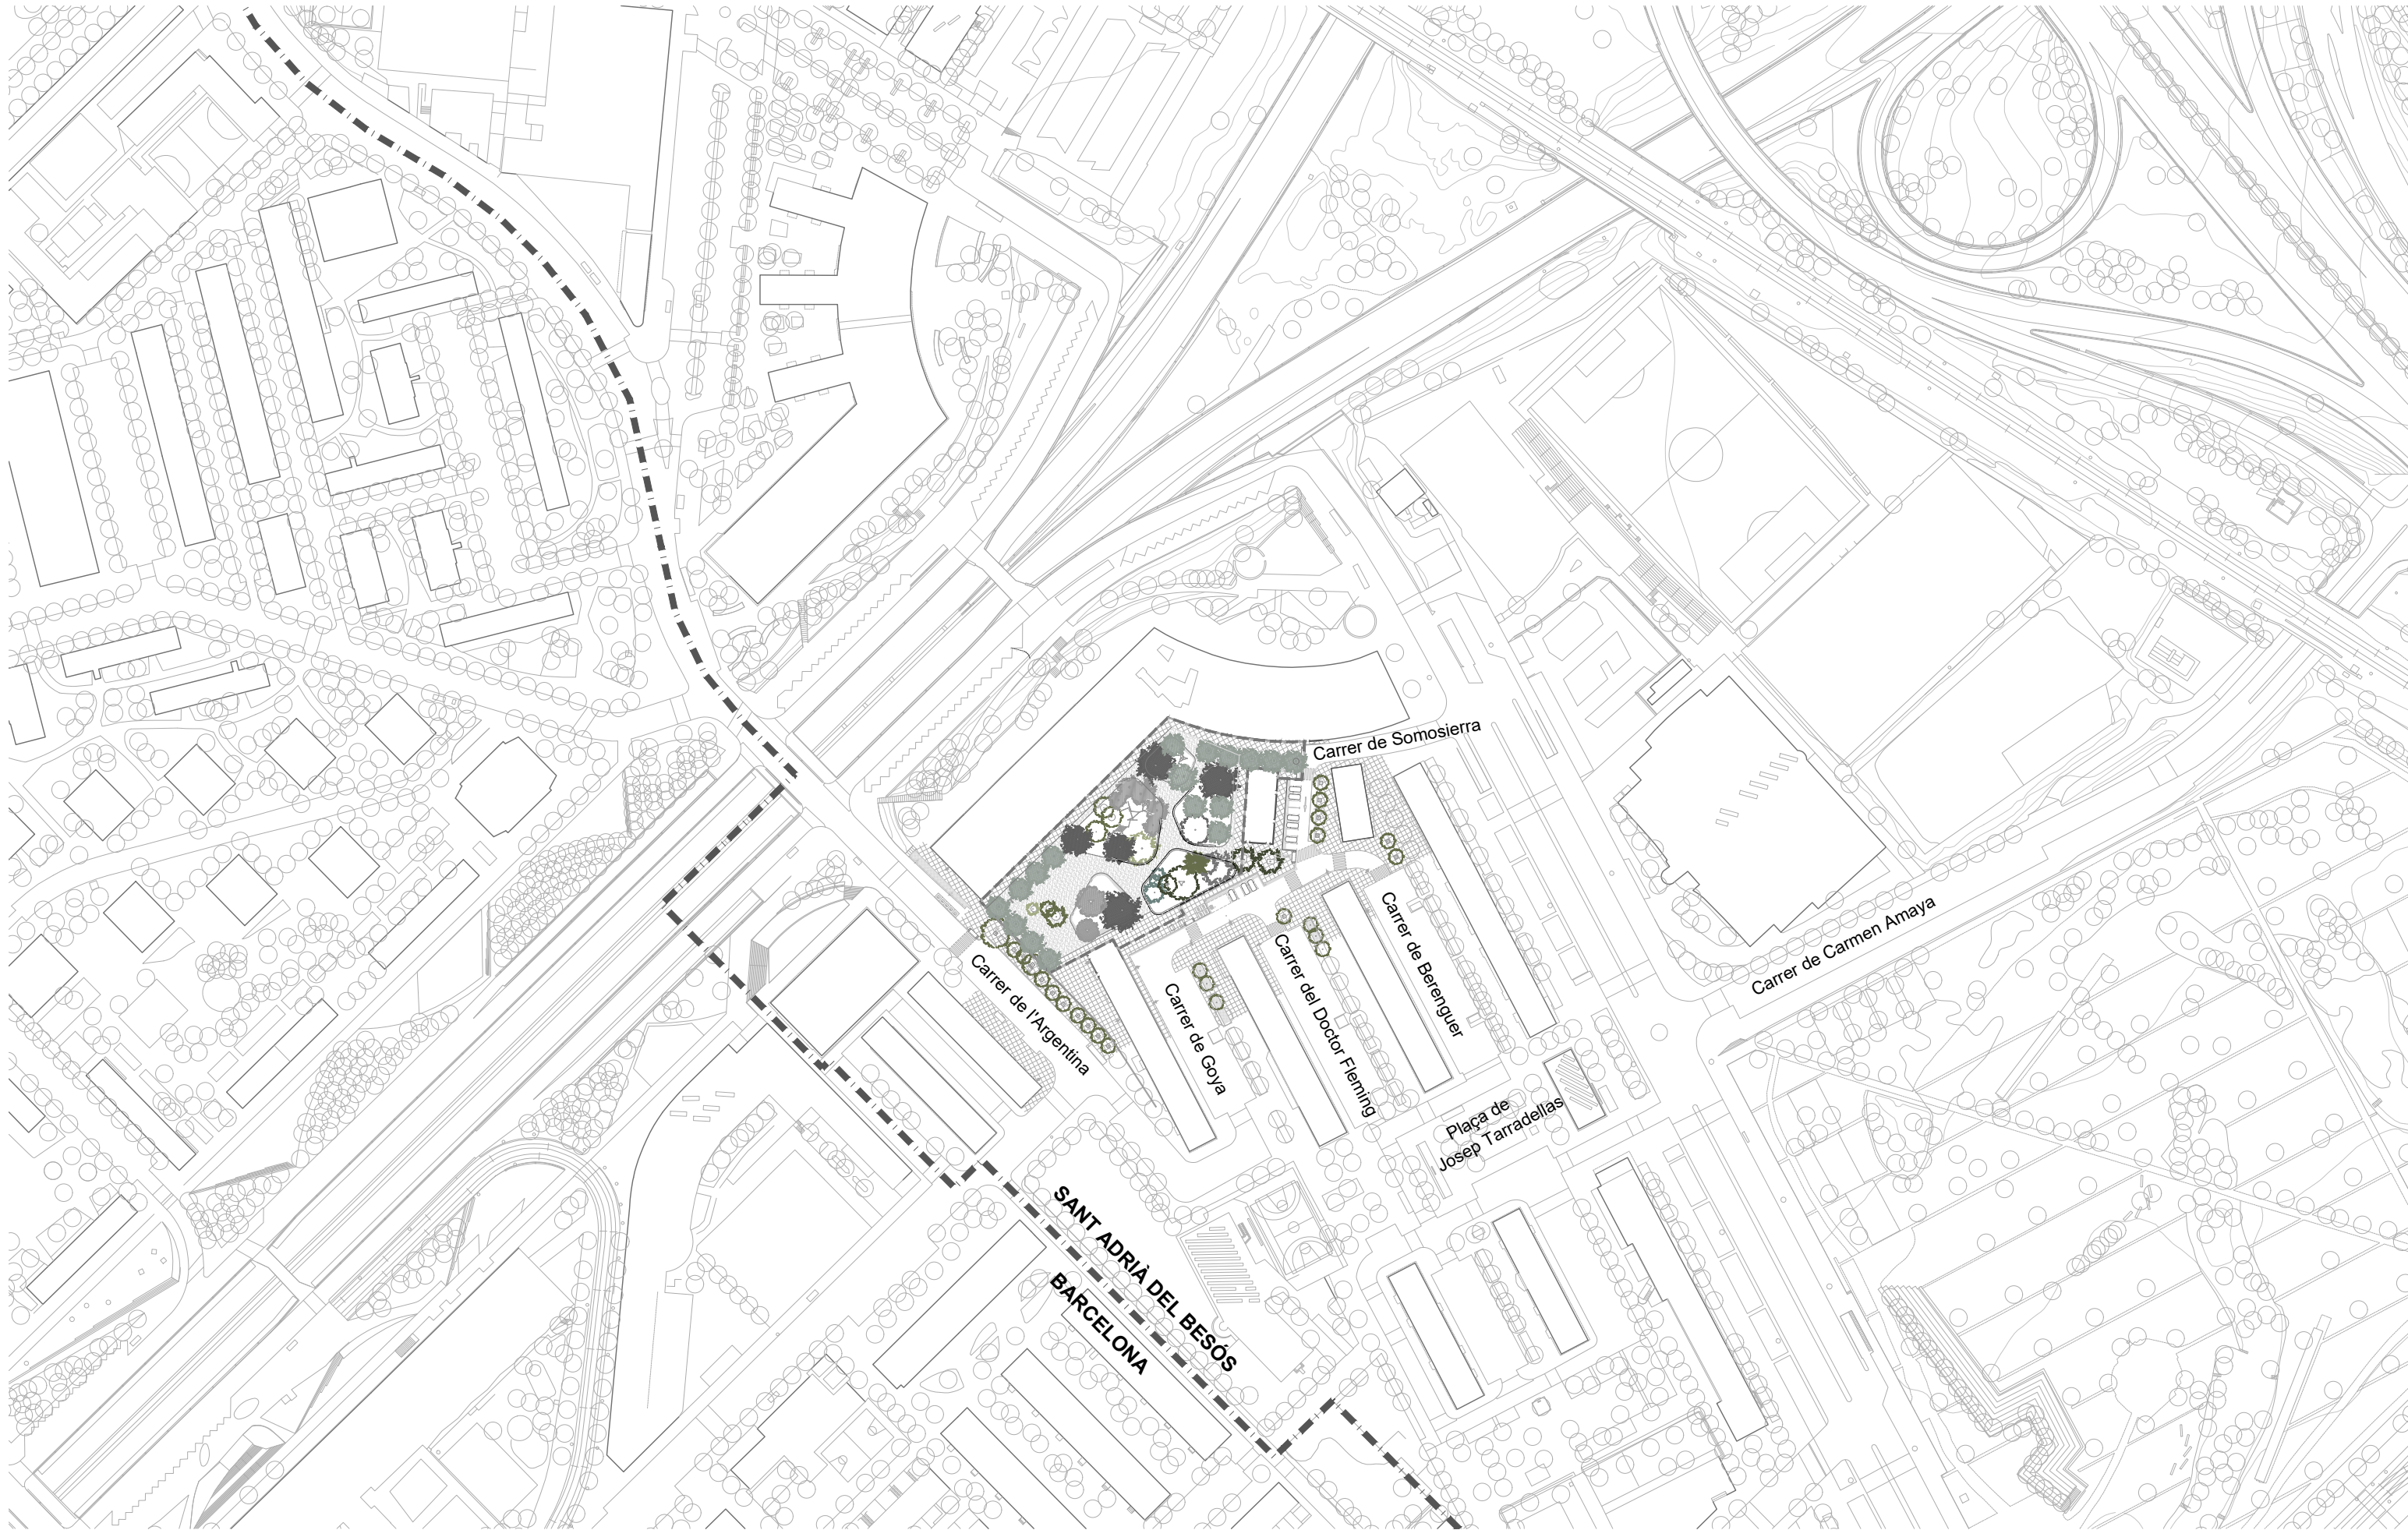 Carrer de Somosierra
Carrer de Carmen Amaya
Carrer de Berenguer
Carrer del Doctor Fleming
Carrer de Goya
Carrer de l'Argentina
Plaça de
Josep Tarradellas
SANT ADRIÀ DEL BESÓS
BARCELONA